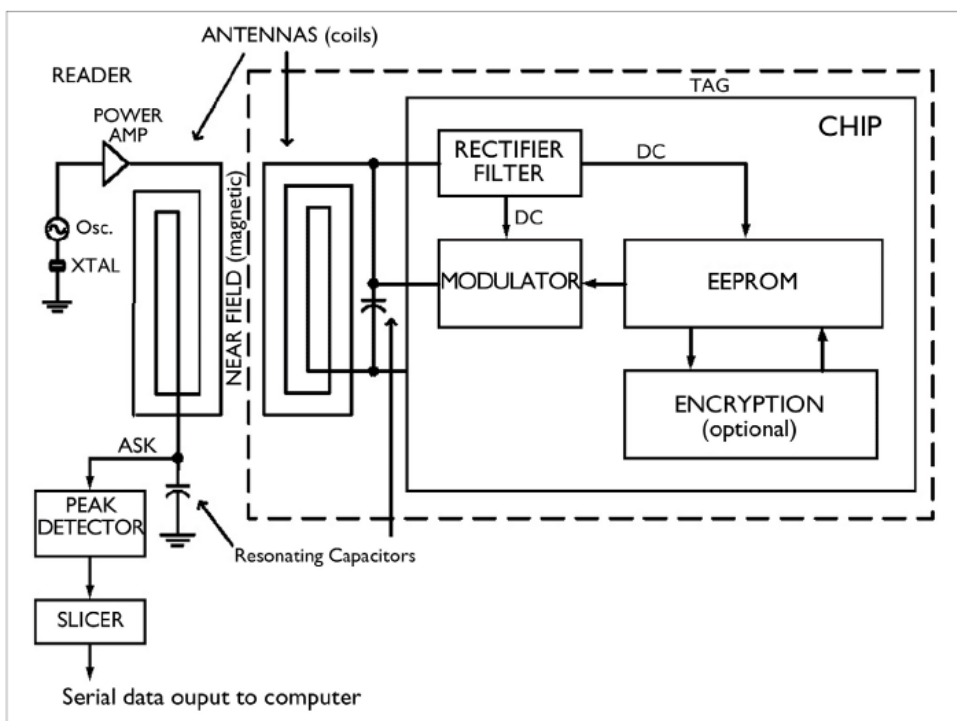 ANTENNAS (coils)
READER
TAG
POWER
AMP
CHIP
RECTIFIER
FILTER
DC
DC
Osc.
XTAL
NEAR FIELD (magnetic)
MODULATOR
EEPROM
ENCRYPTION
(optional)
ASK
PEAK
DETECTOR
Resonating Capacitors
SLICER
Serial data ouput to computer